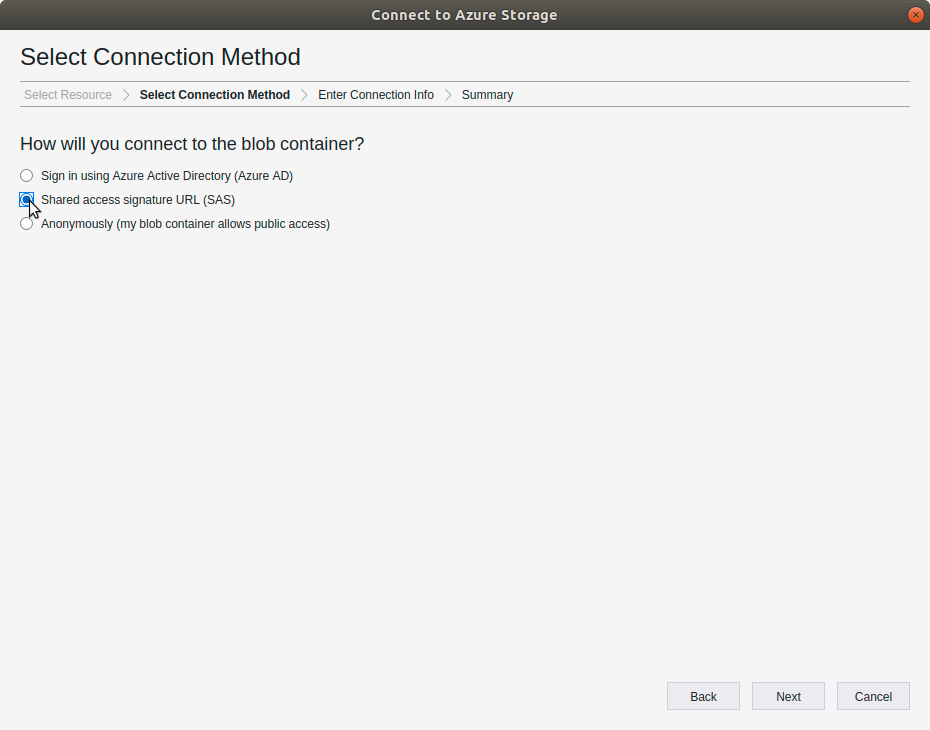 Connect to Azure Storage
Select Connection Method
Select Resource Select Connection Method Enter Connection Info Summary
How will you connect to the blob container?
Sign in using Azure Active Directory (Azure AD)
Shared access signature URL (SAS)
Anonymously (my blob container allows public access)
Back Next Cancel